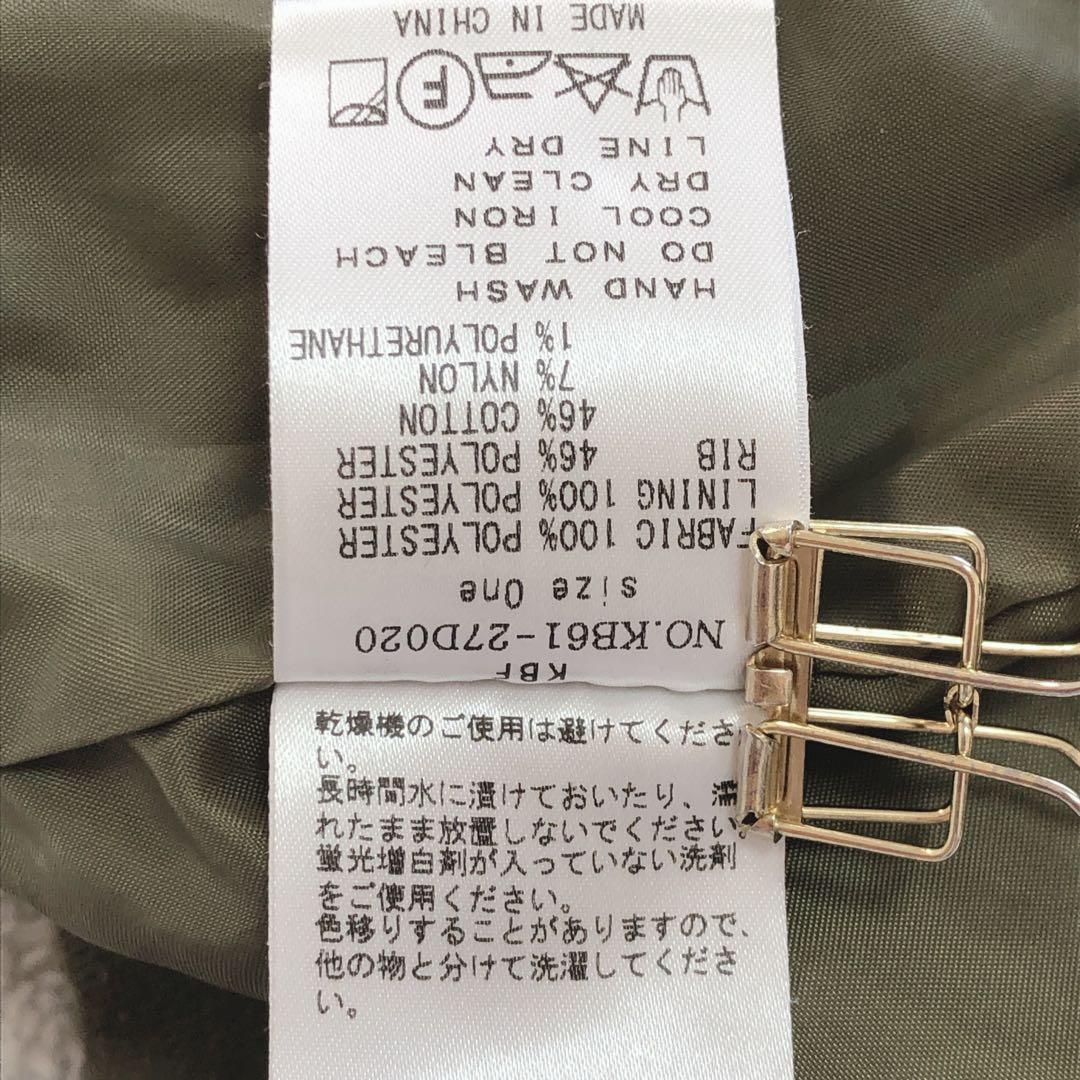 KBF
NO.KB61-27D020
size One
FABRIC 100% POLYESTER
LINING 100% POLYESTER
RIB 46% POLYESTER
46% COTTON
7% NYLON
1% POLYURETHANE
HAND WASH
DO NOT BLEACH
COOL IRON
DRY CLEAN
LINE DRY
F
MADE IN CHINA
乾燥機のご使用は避けてくださ
い。
長時間水に漬けておいたり、濡
れたまま放置しないでください。
蛍光増白剤が入っていない洗剤
をご使用ください。
色移りすることがありますので、
他の物と分けて洗濯してくださ
い。